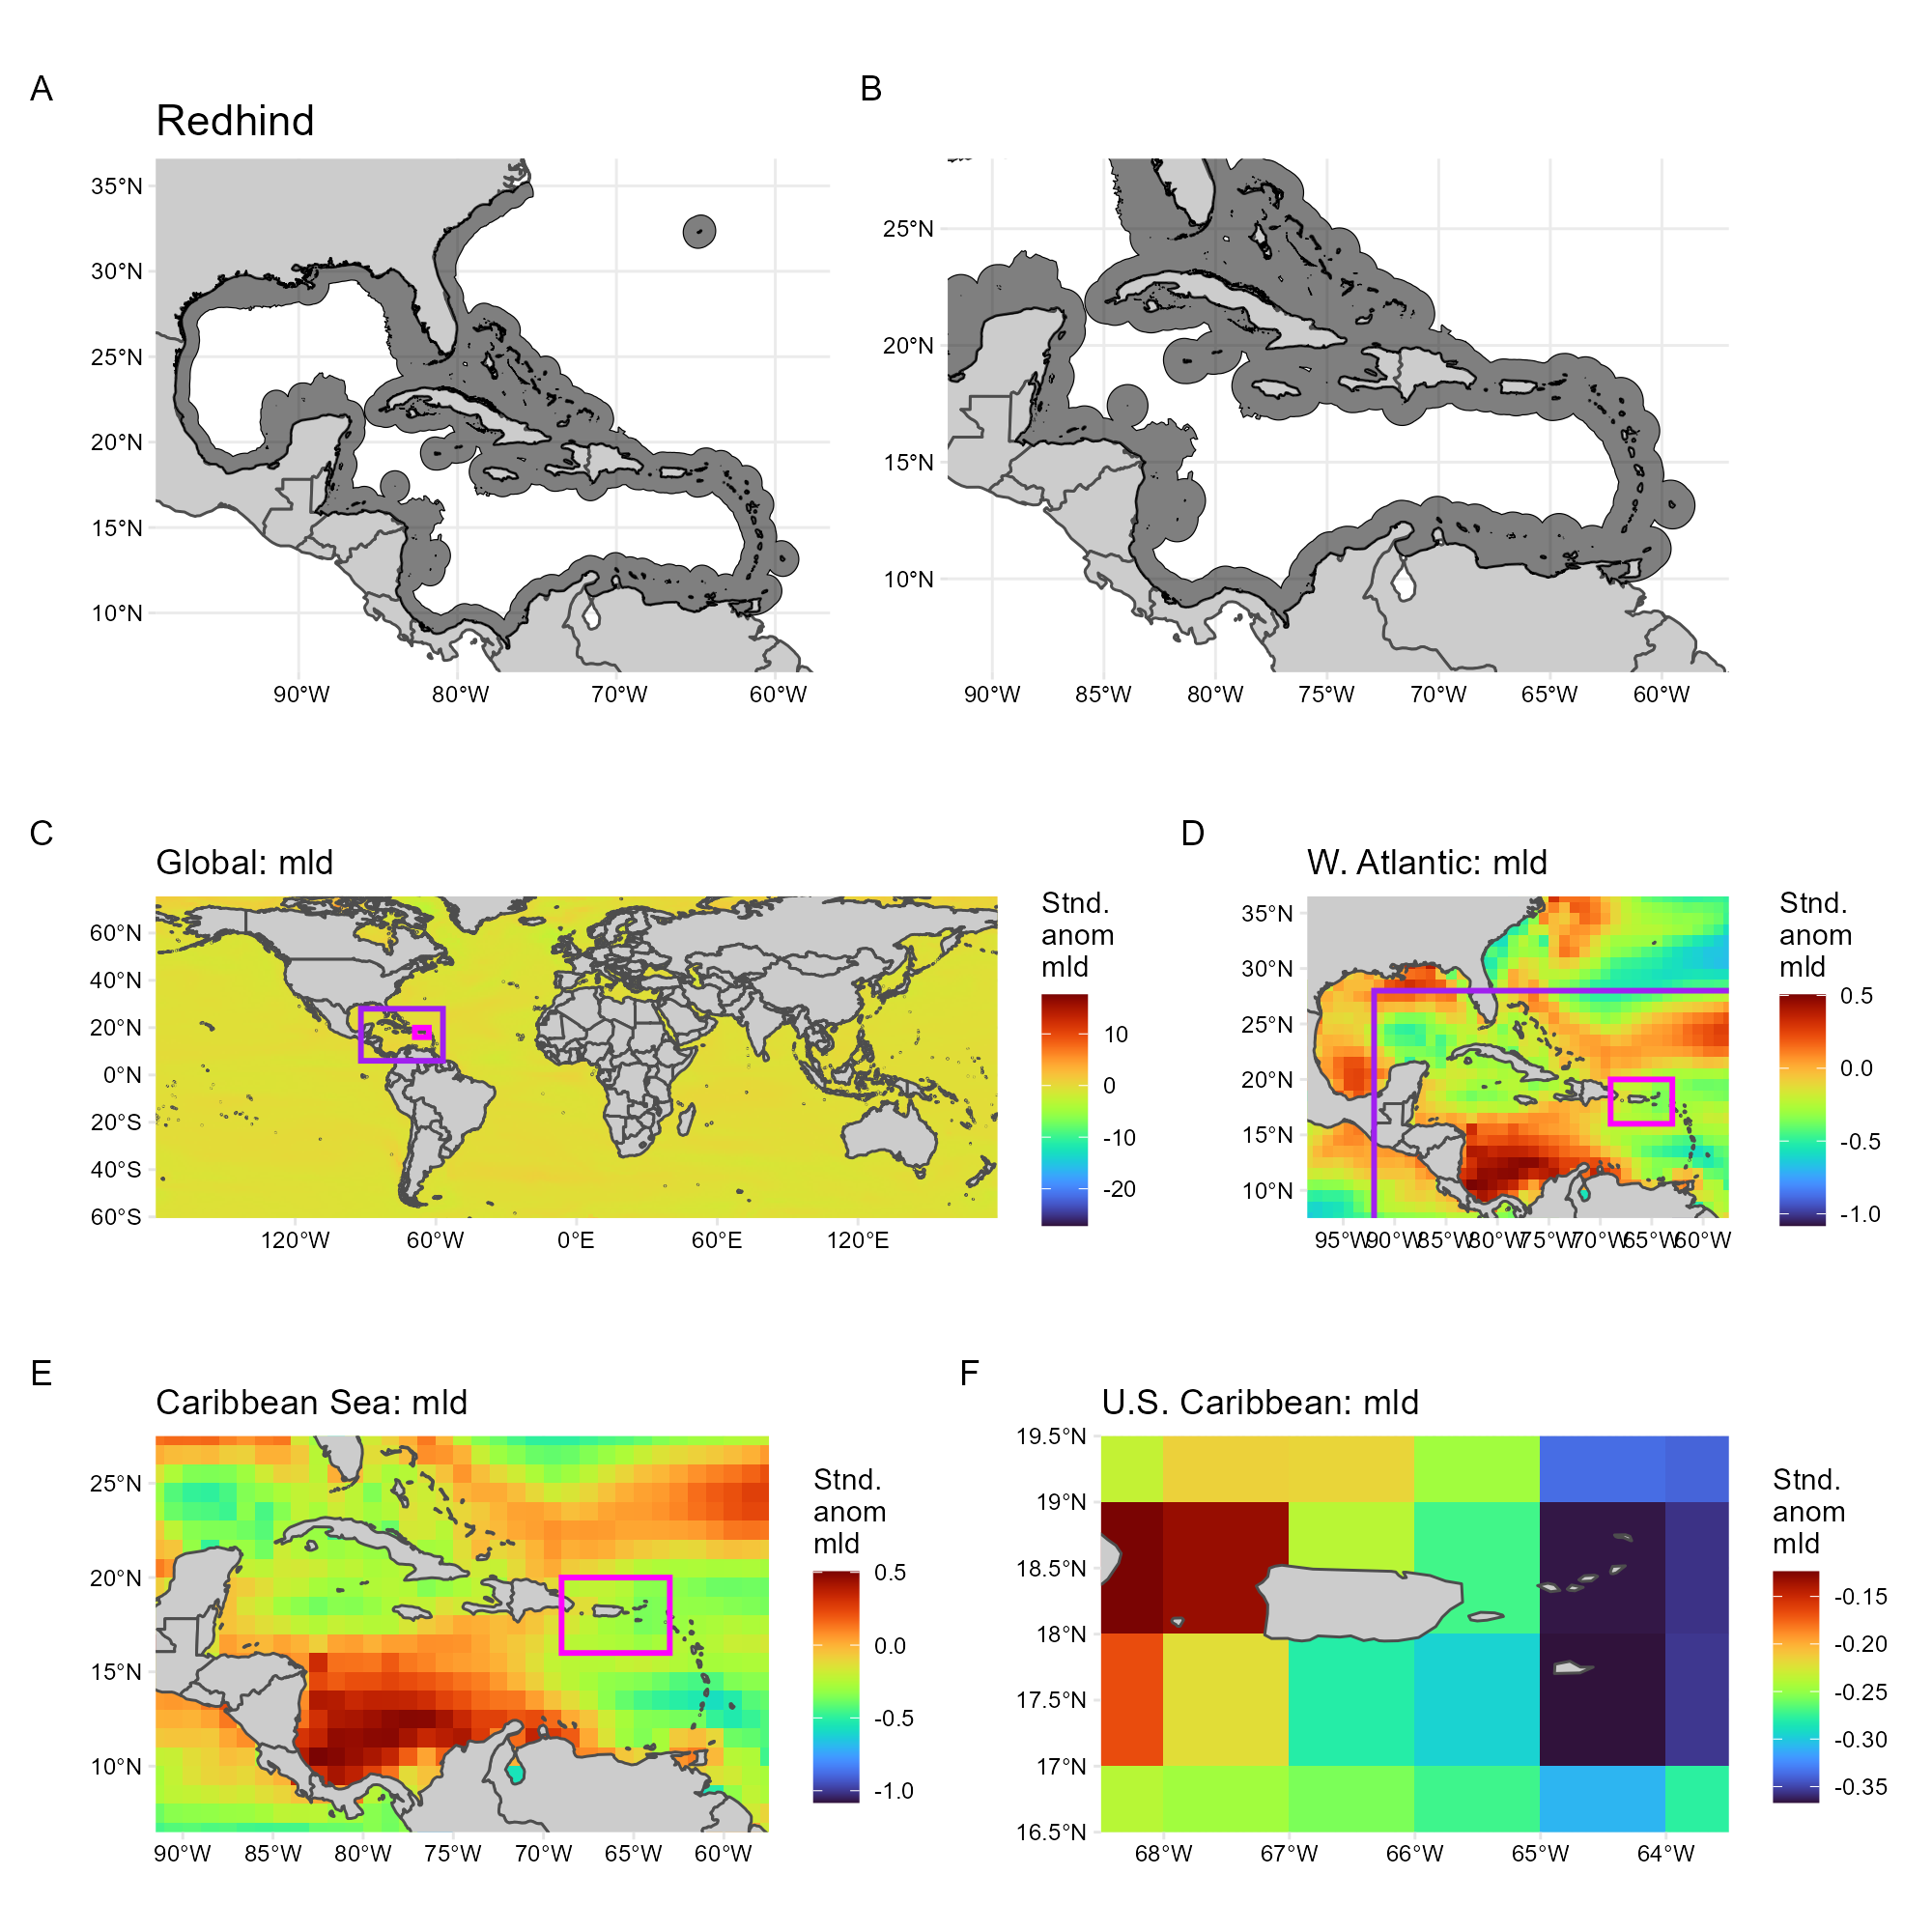 A
B
Redhind
35°N
30°N
25°N
20°N
15°N
10°N
90°W 80°W 70°W 60°W
25°N
20°N
15°N
10°N
90°W 85°W 80°W 75°W 70°W 65°W 60°W
C
Global: mld
60°N
40°N
20°N
0°N
20°S
40°S
60°S
120°W 60°W 0°E 60°E 120°E
Stnd.
anom
mld
10
0
-10
-20
D
W. Atlantic: mld
35°N
30°N
25°N
20°N
15°N
10°N
95°W 90°W 85°W 80°W 75°W 70°W 65°W 60°W
Stnd.
anom
mld
0.5
0.0
-0.5
-1.0
E
Caribbean Sea: mld
25°N
20°N
15°N
10°N
90°W 85°W 80°W 75°W 70°W 65°W 60°W
Stnd.
anom
mld
0.5
0.0
-0.5
-1.0
F
U.S. Caribbean: mld
19.5°N
19°N
18.5°N
18°N
17.5°N
17°N
16.5°N
68°W 67°W 66°W 65°W 64°W
Stnd.
anom
mld
-0.15
-0.20
-0.25
-0.30
-0.35